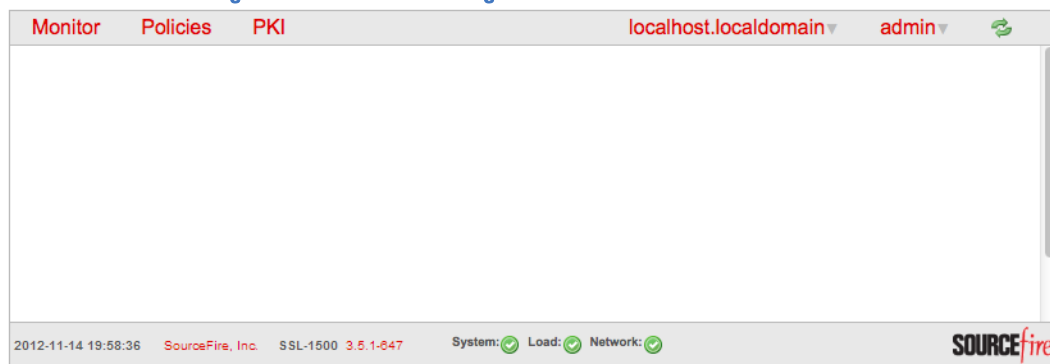 Monitor Policies PKI localhost.localdomain admin
2012-11-14 19:58:36 SourceFire, Inc. SSL-1500 3.5.1-647 System: Load: Network: SOURCEfire